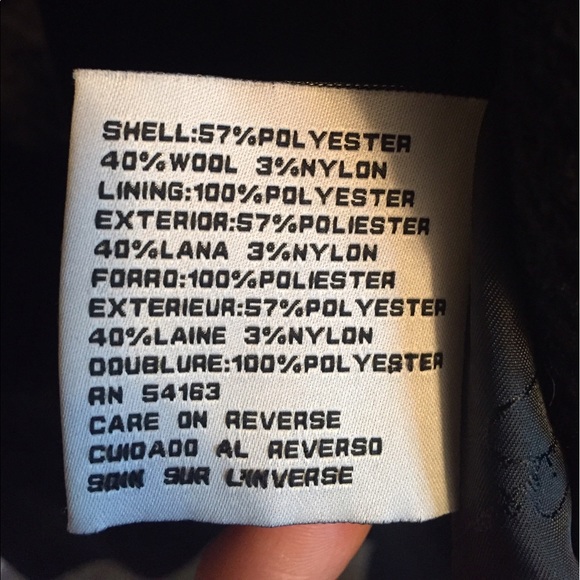 SHELL:57%POLYESTER
40%WOOL 3%NYLON
LINING:100%POLYESTER
EXTERIOR:57%POLIESTER
40%LANA 3%NYLON
FORRO:100%POLIESTER
EXTERIEUR:57%POLYESTER
40%LAINE 3%NYLON
DOUBLURE:100%POLYESTER
RN 54163
CARE ON REVERSE
CUIDADO AL REVERSO
SOIN SUR L'INVERSE